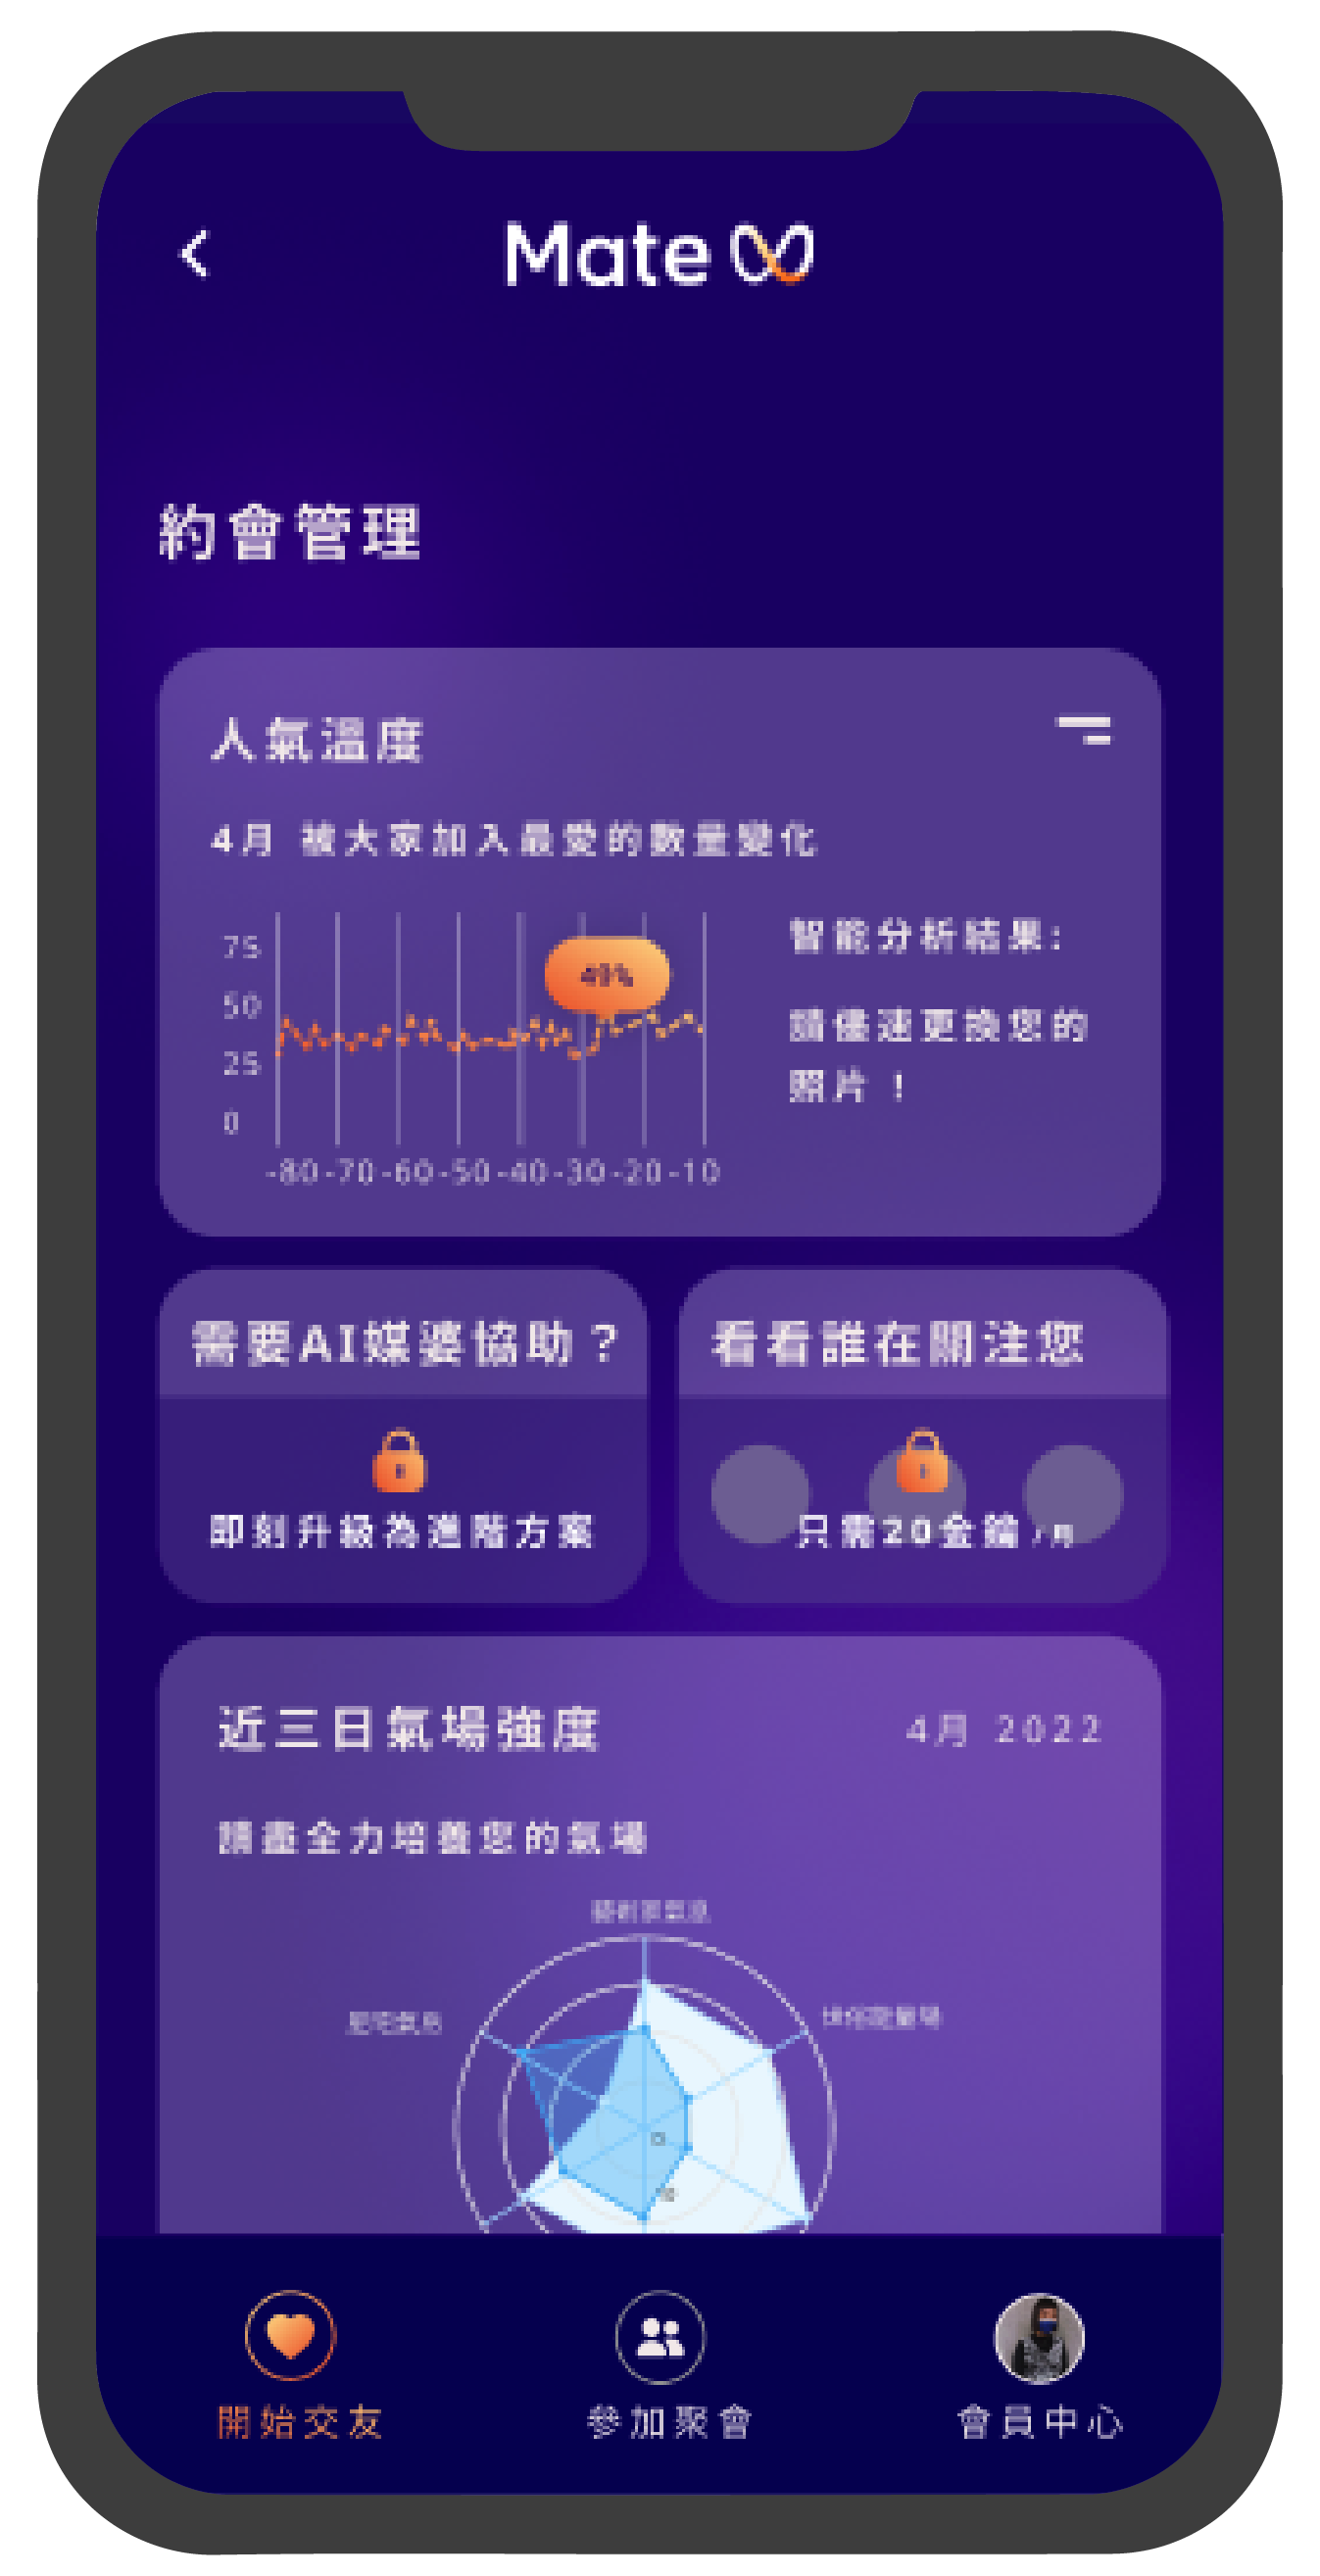 Mate
約會管理
人氣溫度
4月 被大家加入最愛的數量變化
75
50
25
0
49%
-80 -70 -60 -50 -40 -30 -20 -10
智能分析結果:
請儘速更換您的
照片！
需要AI媒婆協助？
即刻升級為進階方案
看看誰在關注您
只需20金鑰/月
近三日氣場強度
4月 2022
請盡全力培養您的氣場
開始交友
參加聚會
會員中心